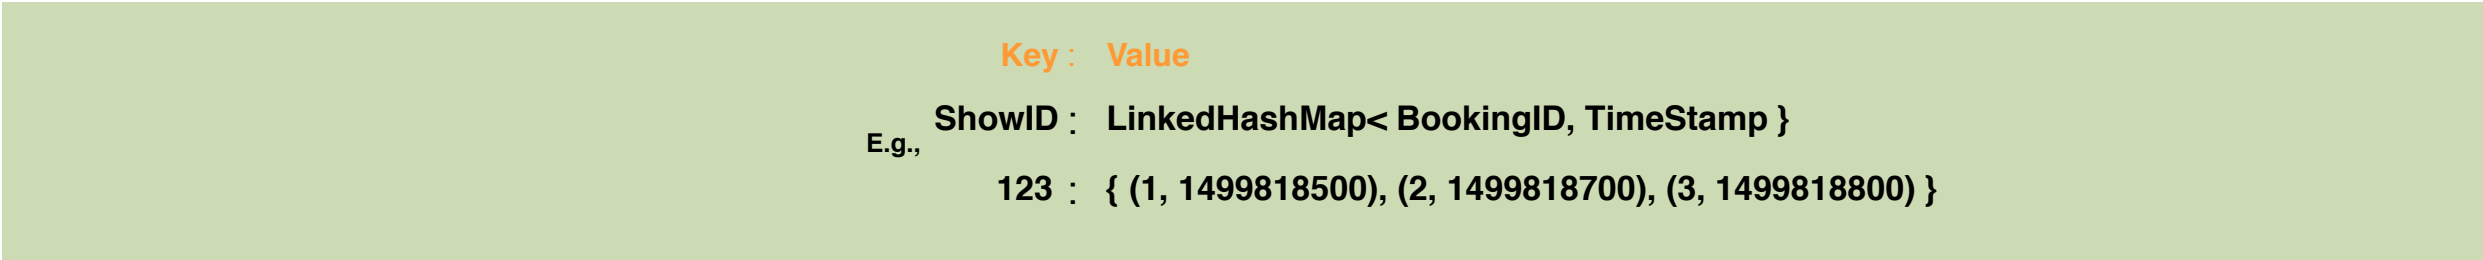 Key : Value
ShowID : LinkedHashMap< BookingID, TimeStamp }
E.g.,
123 : { (1, 1499818500), (2, 1499818700), (3, 1499818800) }